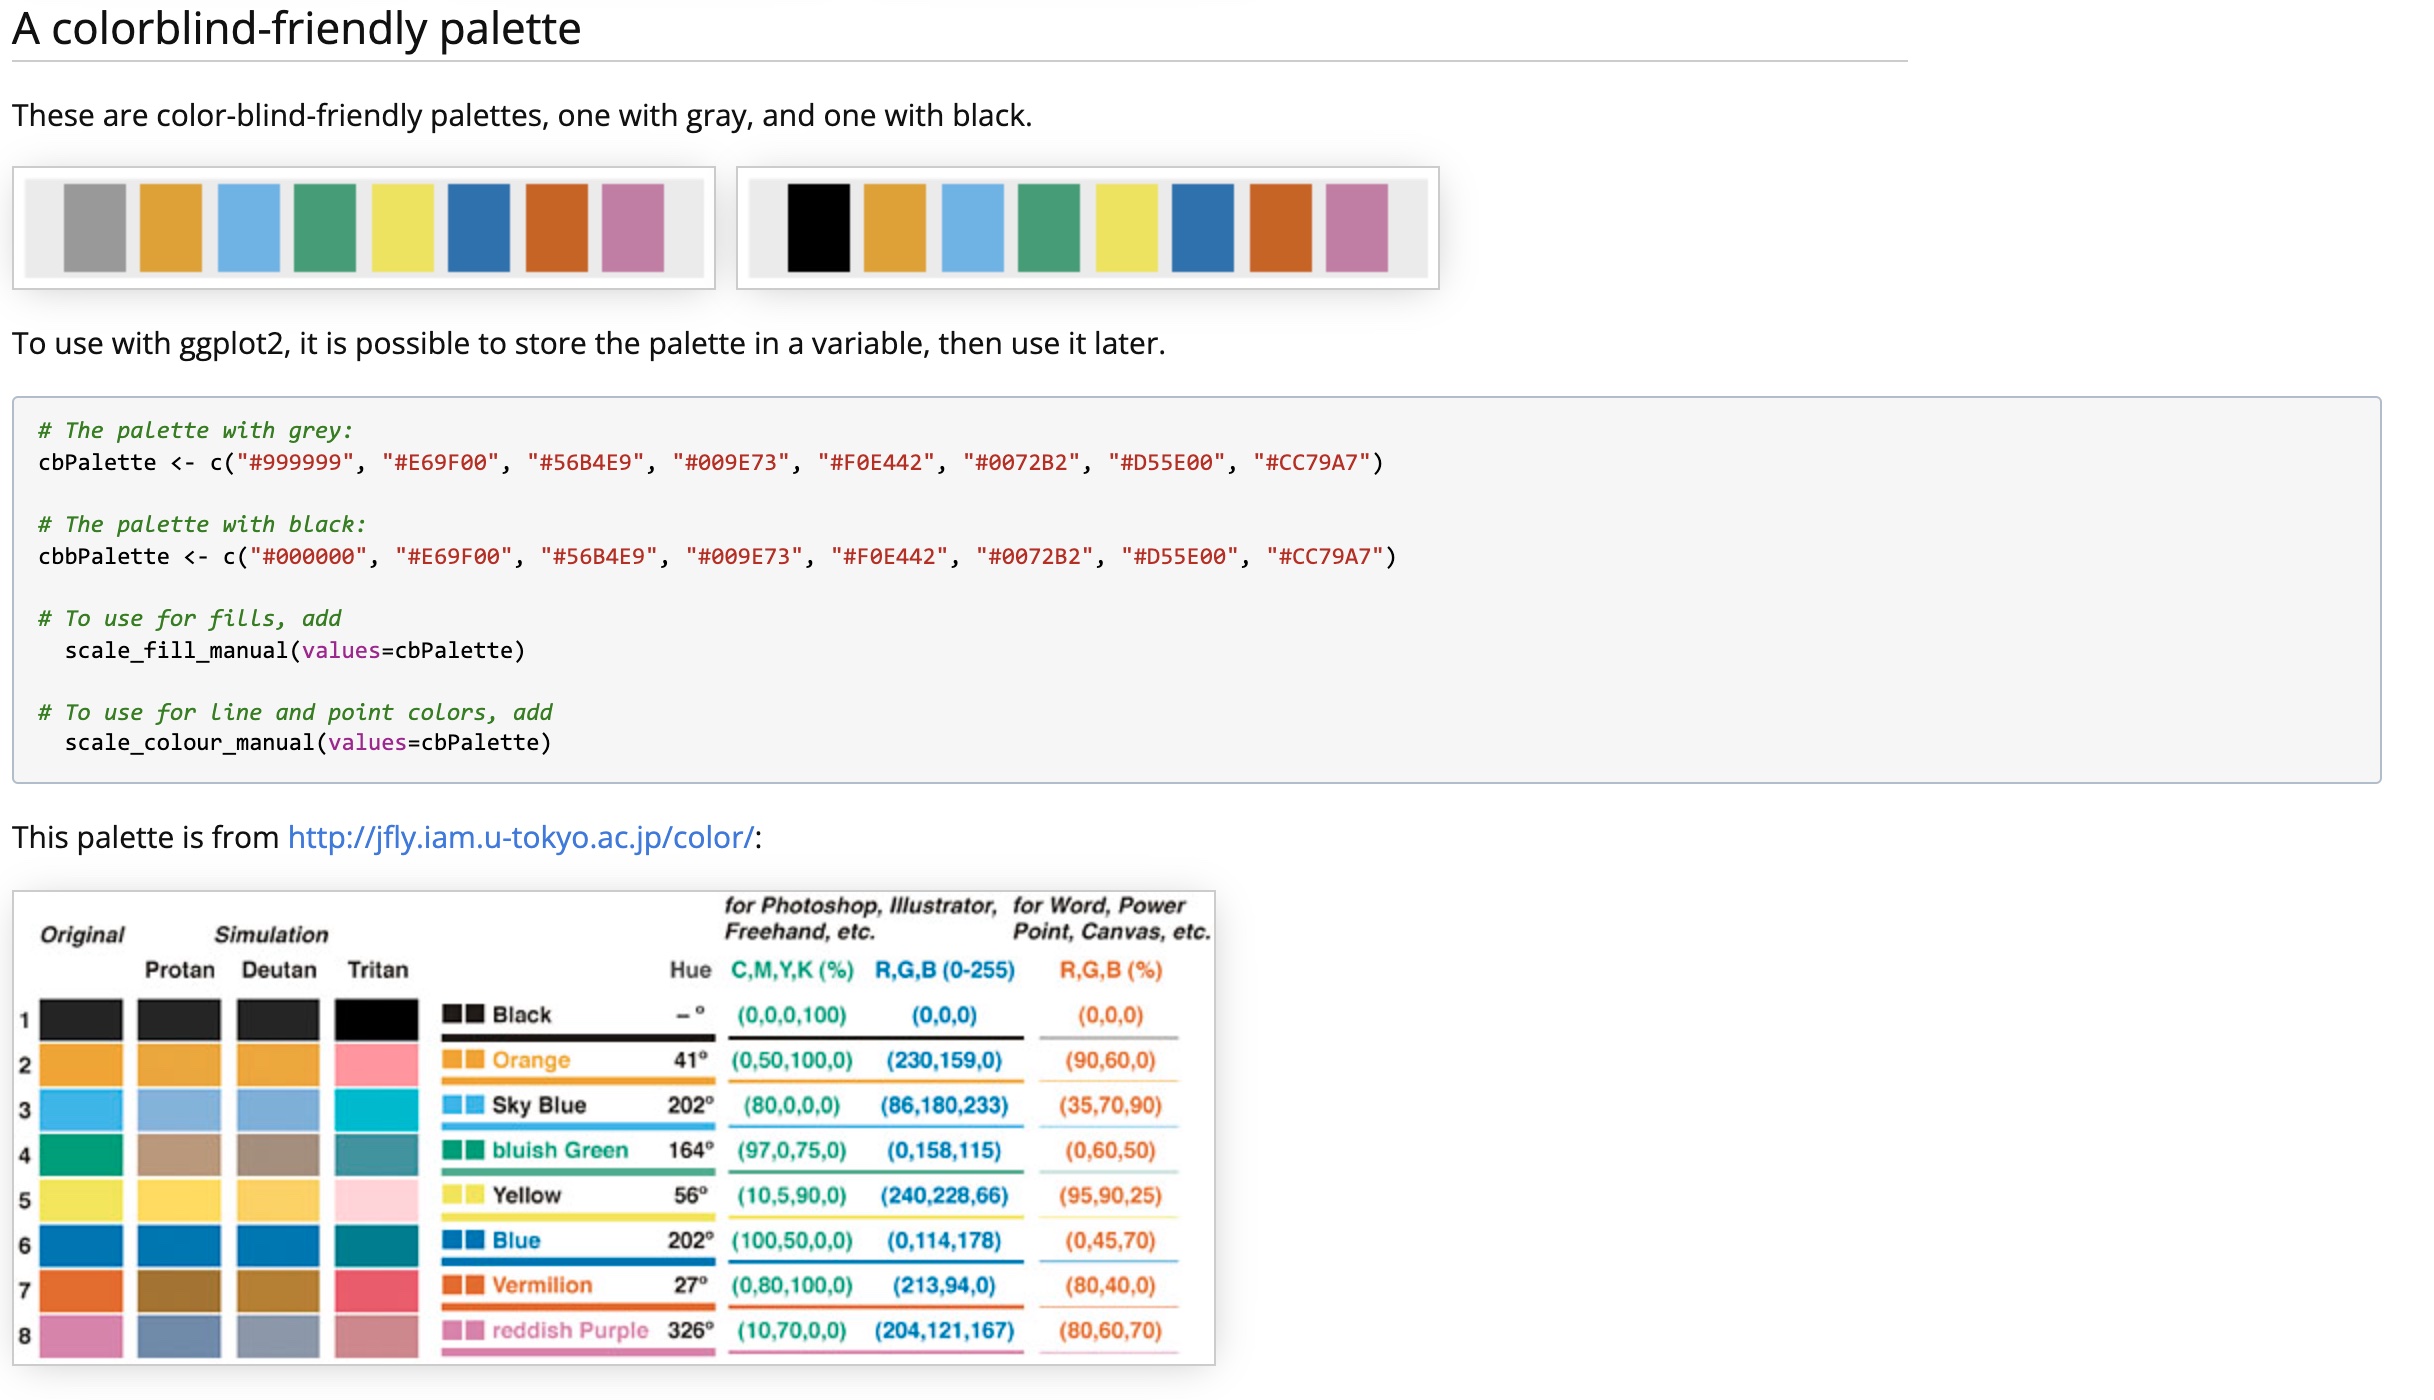 A colorblind-friendly palette
These are color-blind-friendly palettes, one with gray, and one with black.
To use with ggplot2, it is possible to store the palette in a variable, then use it later.
# The palette with grey:
cbPalette <- c("#999999", "#E69F00", "#56B4E9", "#009E73", "#F0E442", "#0072B2", "#D55E00", "#CC79A7")
# The palette with black:
cbbPalette <- c("#000000", "#E69F00", "#56B4E9", "#009E73", "#F0E442", "#0072B2", "#D55E00", "#CC79A7")
# To use for fills, add
scale_fill_manual(values=cbPalette)
# To use for line and point colors, add
scale_colour_manual(values=cbPalette)
This palette is from http://jfly.iam.u-tokyo.ac.jp/color/:
for Photoshop, Illustrator, for Word, Power
Original Simulation Freehand, etc. Point, Canvas, etc.
Protan Deutan Tritan Hue C,M,Y,K (%) R,G,B (0-255) R,G,B (%)
1 Black – º (0,0,0,100) (0,0,0) (0,0,0)
2 Orange 41º (0,50,100,0) (230,159,0) (90,60,0)
3 Sky Blue 202º (80,0,0,0) (86,180,233) (35,70,90)
4 bluish Green 164º (97,0,75,0) (0,158,115) (0,60,50)
5 Yellow 56º (10,5,90,0) (240,228,66) (95,90,25)
6 Blue 202º (100,50,0,0) (0,114,178) (0,45,70)
7 Vermilion 27º (0,80,100,0) (213,94,0) (80,40,0)
8 reddish Purple 326º (10,70,0,0) (204,121,167) (80,60,70)